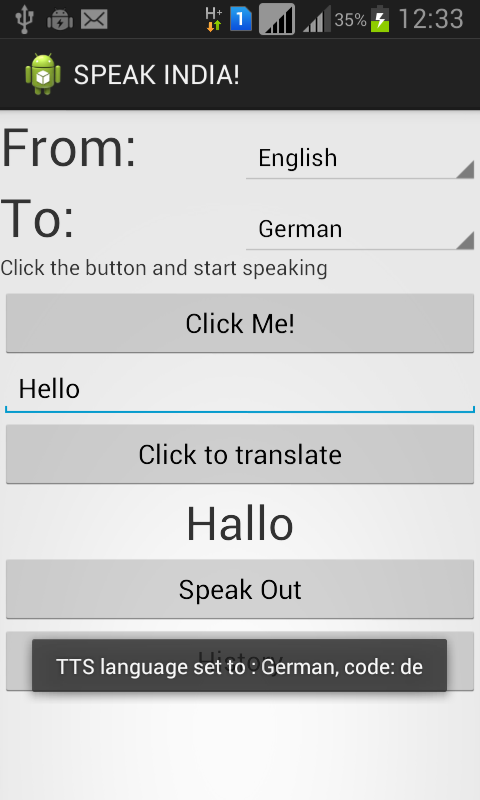 H+ 1 35% 12:33
SPEAK INDIA!
From: English
To: German
Click the button and start speaking
Click Me!
Hello
Click to translate
Hallo
Speak Out
History
TTS language set to : German, code: de